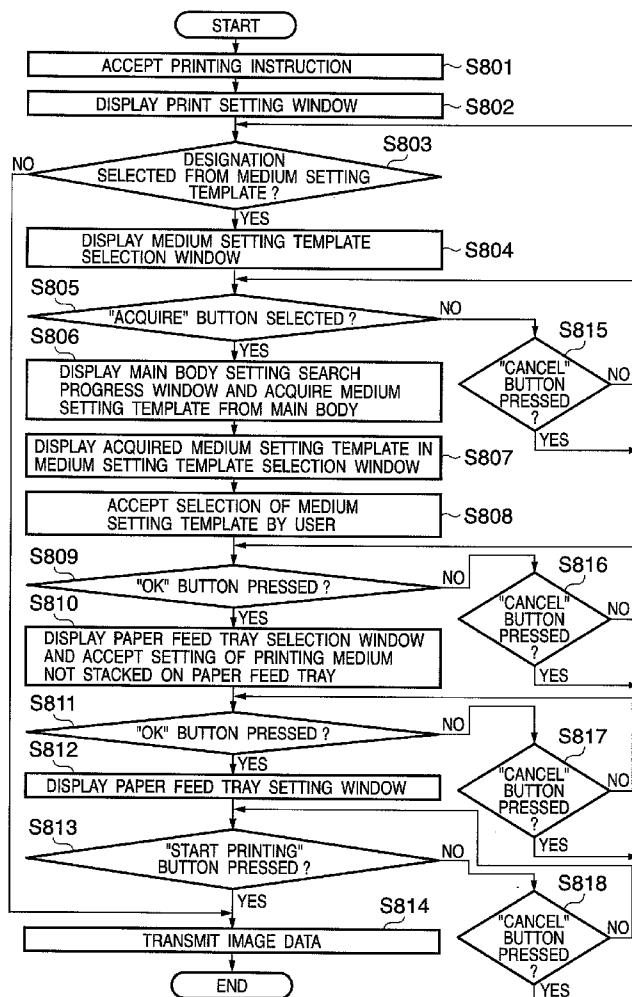 START
ACCEPT PRINTING INSTRUCTION
S801
DISPLAY PRINT SETTING WINDOW
S802
S803
NO
DESIGNATION
SELECTED FROM MEDIUM SETTING
TEMPLATE ?
YES
DISPLAY MEDIUM SETTING TEMPLATE
SELECTION WINDOW
S804
S805
"ACQUIRE" BUTTON SELECTED ?
NO
YES
S815
"CANCEL"
BUTTON
PRESSED
?
NO
YES
S806
DISPLAY MAIN BODY SETTING SEARCH
PROGRESS WINDOW AND ACQUIRE MEDIUM
SETTING TEMPLATE FROM MAIN BODY
DISPLAY ACQUIRED MEDIUM SETTING TEMPLATE IN
MEDIUM SETTING TEMPLATE SELECTION WINDOW
S807
ACCEPT SELECTION OF MEDIUM
SETTING TEMPLATE BY USER
S808
S809
"OK" BUTTON PRESSED ?
NO
YES
S816
"CANCEL"
BUTTON
PRESSED
?
NO
YES
S810
DISPLAY PAPER FEED TRAY SELECTION WINDOW
AND ACCEPT SETTING OF PRINTING MEDIUM
NOT STACKED ON PAPER FEED TRAY
S811
"OK" BUTTON PRESSED ?
NO
YES
S817
"CANCEL"
BUTTON
PRESSED
?
NO
YES
S812
DISPLAY PAPER FEED TRAY SETTING WINDOW
S813
"START PRINTING"
BUTTON PRESSED ?
NO
YES
S818
"CANCEL"
BUTTON
PRESSED
?
NO
YES
S814
TRANSMIT IMAGE DATA
END